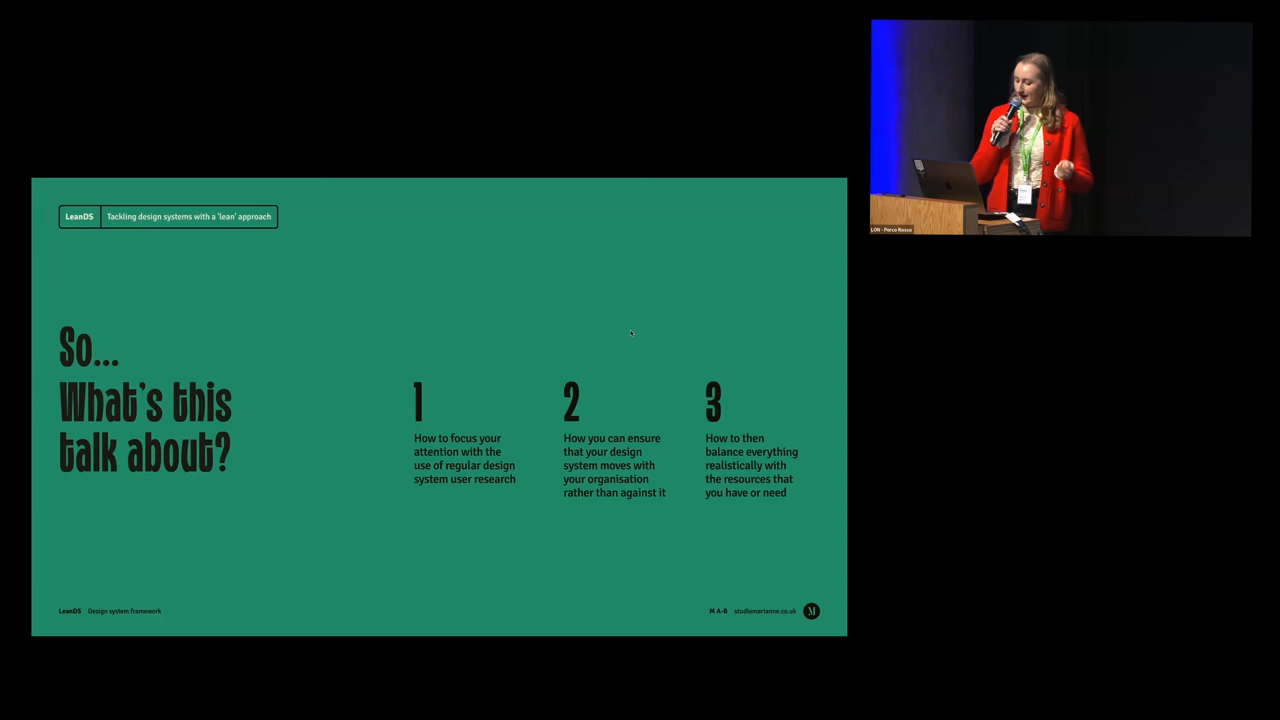 LeanDS Tackling design systems with a 'lean' approach
So...
What's this
talk about?
1
How to focus your
attention with the
use of regular design
system user research
2
How you can ensure
that your design
system moves with
your organisation
rather than against it
3
How to then
balance everything
realistically with
the resources that
you have or need
LeanDS Design system framework
M A-B studiomarianne.co.uk M
LON - Porco Rosso